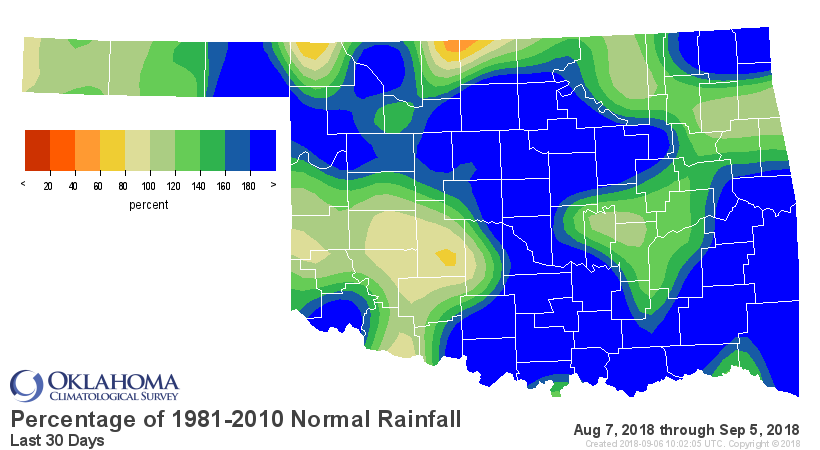 < 20 40 60 80 100 120 140 160 180 >
percent
OKLAHOMA
CLIMATOLOGICAL SURVEY
Percentage of 1981-2010 Normal Rainfall
Last 30 Days
Aug 7, 2018 through Sep 5, 2018
Created 2018-09-06 10:02:05 UTC. Copyright © 2018